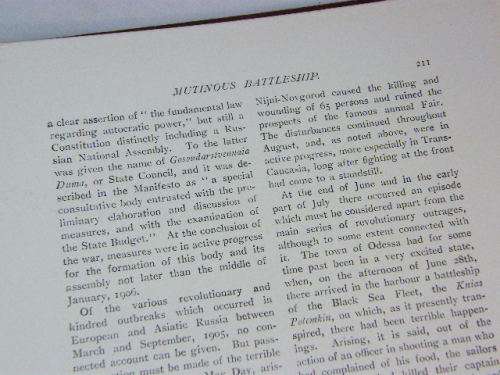 MUTINOUS BATTLESHIP.
211
a clear assertion of " the fundamental law
regarding autocratic power," but still a
Constitution distinctly including a Rus-
sian National Assembly. To the latter
was given the name of Gosoudarstvennaia
Duma, or State Council, and it was de-
scribed in the Manifesto as "a special
consultative body entrusted with the pre-
liminary elaboration and discussion of
measures, and with the examination of
the State Budget." At the conclusion of
the war, measures were in active progress
for the formation of this body and its
assembly not later than the middle of
January, 1906.
Of the various revolutionary and
kindred outbreaks which occurred in
European and Asiatic Russia between
March and September, 1905, no con-
nected account can be given. But pass-
must be made of the terrible
May Day, aris-
Nijni-Novgorod caused the killing and
wounding of 65 persons and ruined the
prospects of the famous annual Fair.
The disturbances continued throughout
August, and, as noted above, were in
active progress, more especially in Trans-
Caucasia, long after fighting at the front
had come to a standstill.
At the end of June and in the early
part of July there occurred an episode
which must be considered apart from the
main series of revolutionary outrages,
although to some extent connected with
it. The town of Odessa had for some
time past been in a very excited state,
when, on the afternoon of June 28th,
there arrived in the harbour a battleship
of the Black Sea Fleet, the Kniaz
Potemkin, on which, as it presently tran-
spired, there had been terrible happen-
ings. Arising, it is said, out of the
action of an officer in shooting a man who
had complained of his food, the sailors
killed their captain